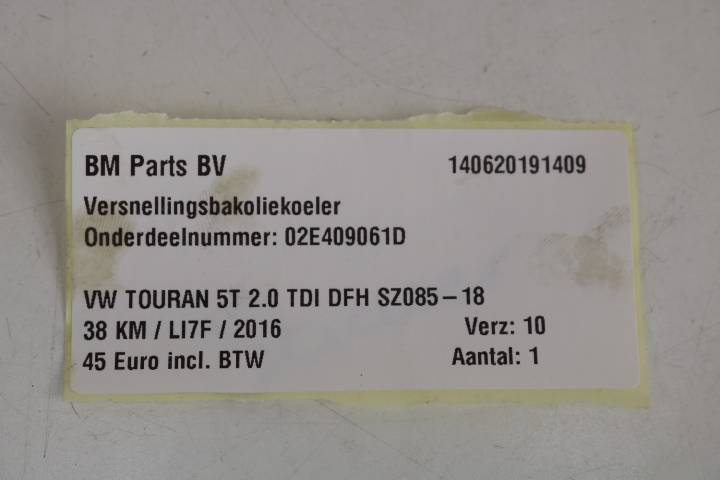 BM Parts BV 140620191409
Versnellingsbakoliekoeler
Onderdeelnummer: 02E409061D
VW TOURAN 5T 2.0 TDI DFH SZ085-18
38 KM / LI7F / 2016 Verz: 10
45 Euro incl. BTW Aantal: 1